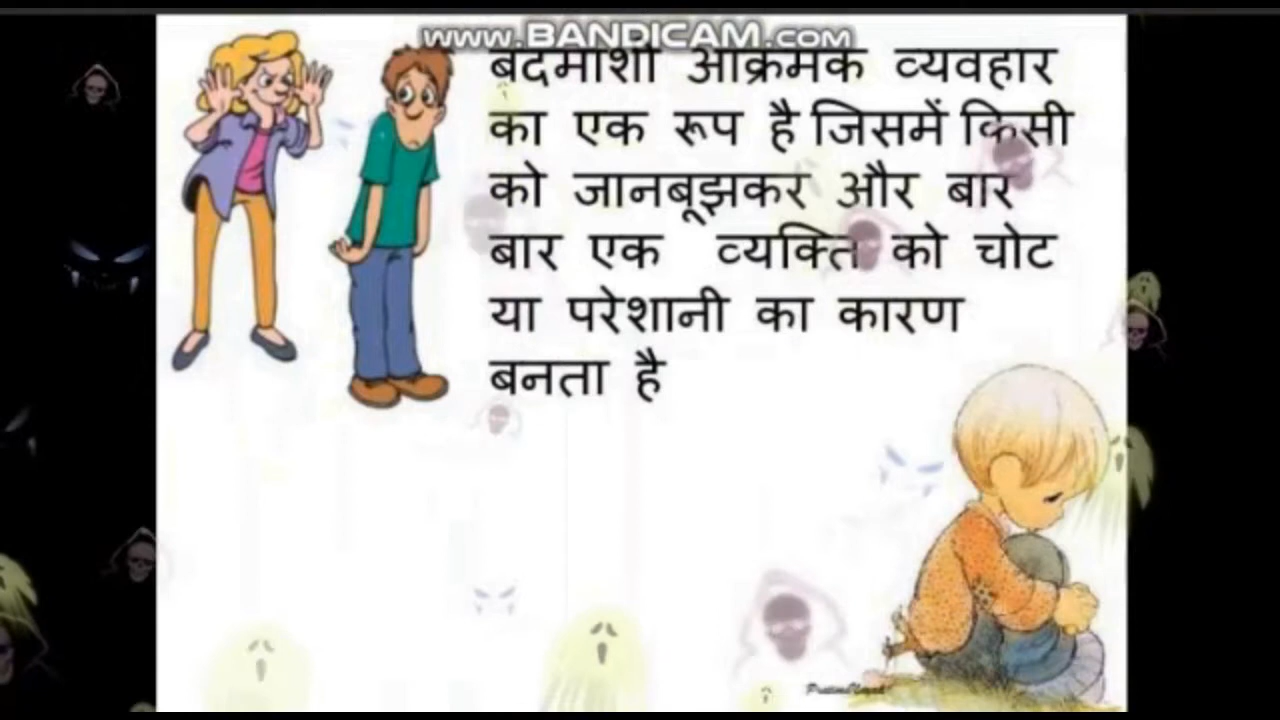 www.BANDICAM.com
बदमाशी आक्रमक व्यवहार
का एक रूप है जिसमें किसी
को जानबूझकर और बार
बार एक व्यक्ति को चोट
या परेशानी का कारण
बनता है